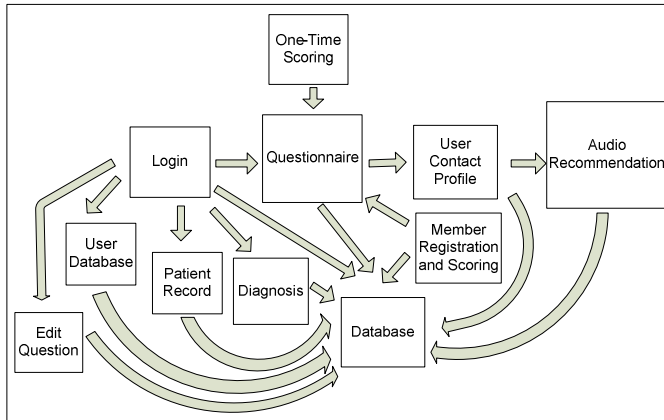 One-Time
Scoring
Login
Questionnaire
User
Contact
Profile
Audio
Recommendation
User
Database
Patient
Record
Diagnosis
Member
Registration
and Scoring
Edit
Question
Database